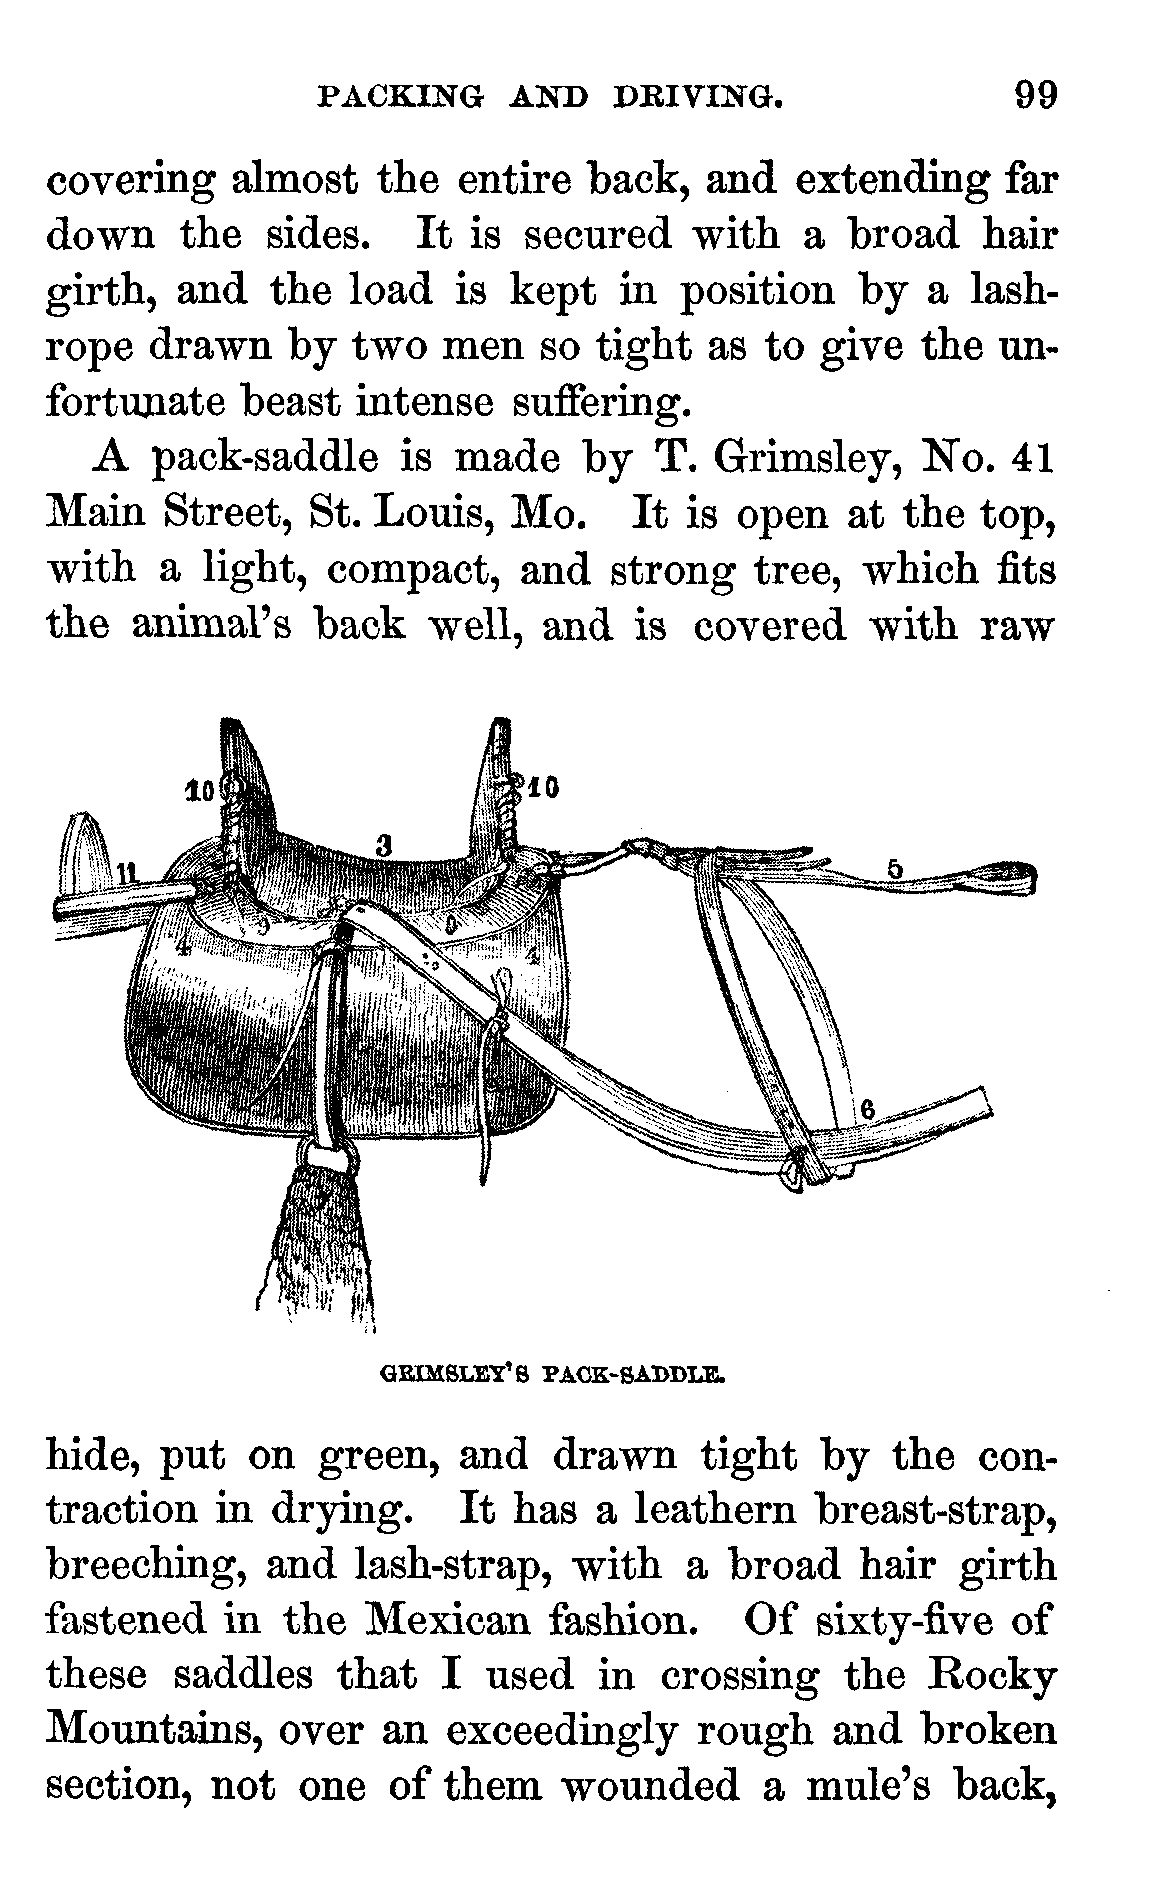 PACKING AND DRIVING. 99
covering almost the entire back, and extending far
down the sides. It is secured with a broad hair
girth, and the load is kept in position by a lash-
rope drawn by two men so tight as to give the un-
fortunate beast intense suffering.
A pack-saddle is made by T. Grimsley, No. 41
Main Street, St. Louis, Mo. It is open at the top,
with a light, compact, and strong tree, which fits
the animal's back well, and is covered with raw
10 10
3
11 5
9 9
4 4
6
GRIMSLEY'S PACK-SADDLE.
hide, put on green, and drawn tight by the con-
traction in drying. It has a leathern breast-strap,
breeching, and lash-strap, with a broad hair girth
fastened in the Mexican fashion. Of sixty-five of
these saddles that I used in crossing the Rocky
Mountains, over an exceedingly rough and broken
section, not one of them wounded a mule's back,